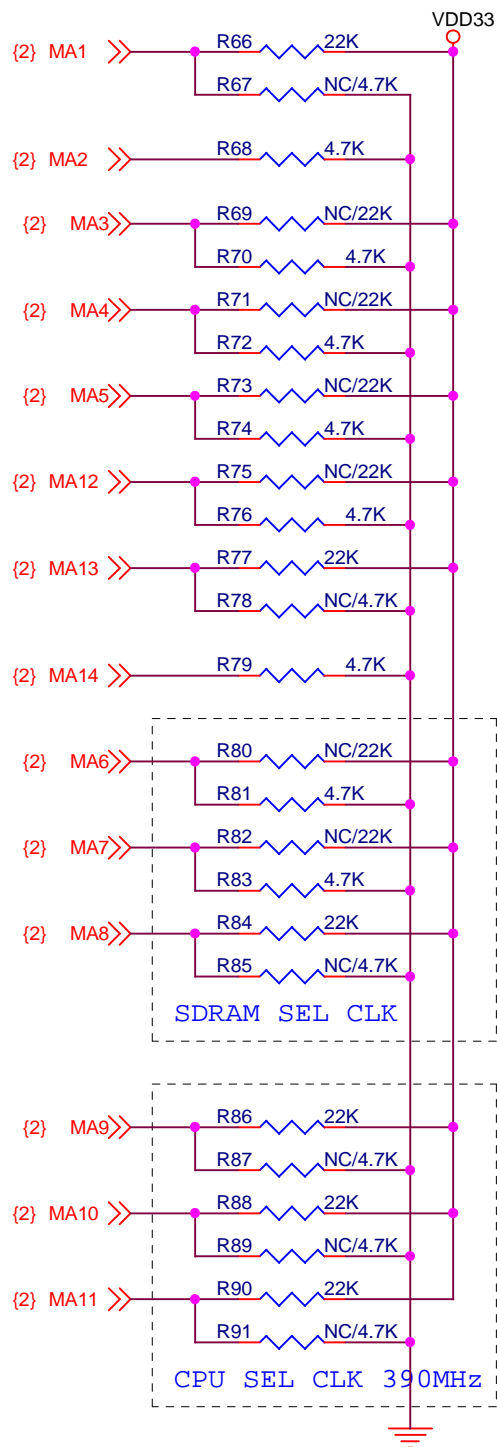 VDD33
{2} MA1 R66 22K
R67 NC/4.7K
{2} MA2 R68 4.7K
{2} MA3 R69 NC/22K
R70 4.7K
{2} MA4 R71 NC/22K
R72 4.7K
{2} MA5 R73 NC/22K
R74 4.7K
{2} MA12 R75 NC/22K
R76 4.7K
{2} MA13 R77 22K
R78 NC/4.7K
{2} MA14 R79 4.7K
{2} MA6 R80 NC/22K
R81 4.7K
{2} MA7 R82 NC/22K
R83 4.7K
{2} MA8 R84 22K
R85 NC/4.7K
SDRAM SEL CLK
{2} MA9 R86 22K
R87 NC/4.7K
{2} MA10 R88 22K
R89 NC/4.7K
{2} MA11 R90 22K
R91 NC/4.7K
CPU SEL CLK 390MHz